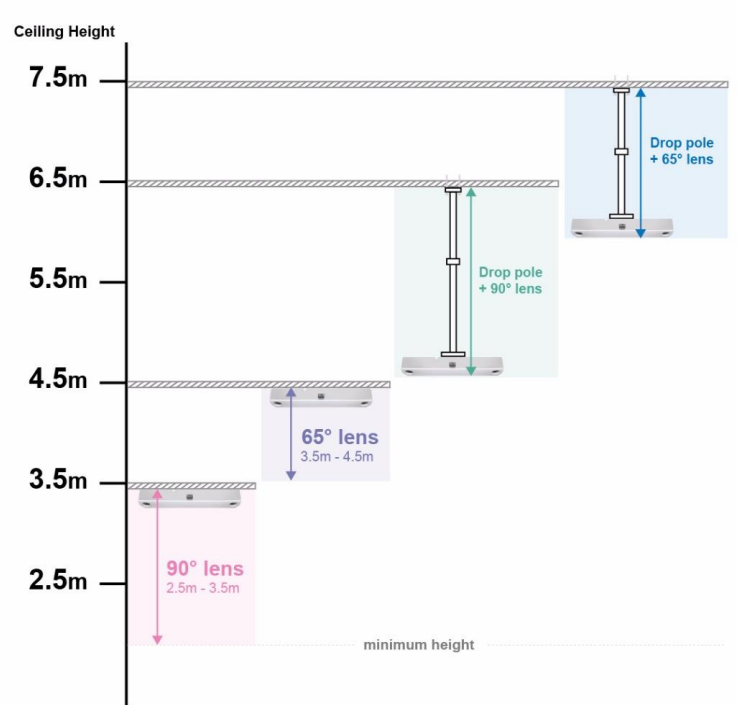 Ceiling Height
7.5m
Drop pole
+ 65° lens
6.5m
Drop pole
+ 90° lens
5.5m
4.5m
65° lens
3.5m - 4.5m
3.5m
90° lens
2.5m - 3.5m
2.5m
minimum height